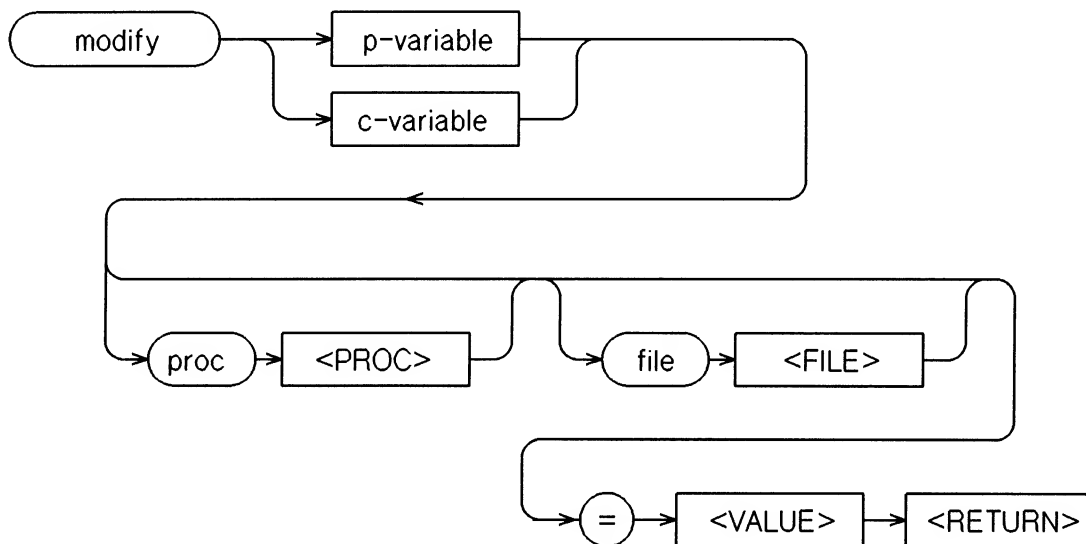 modify p-variable
c-variable
proc <PROC> file <FILE>
= <VALUE> <RETURN>